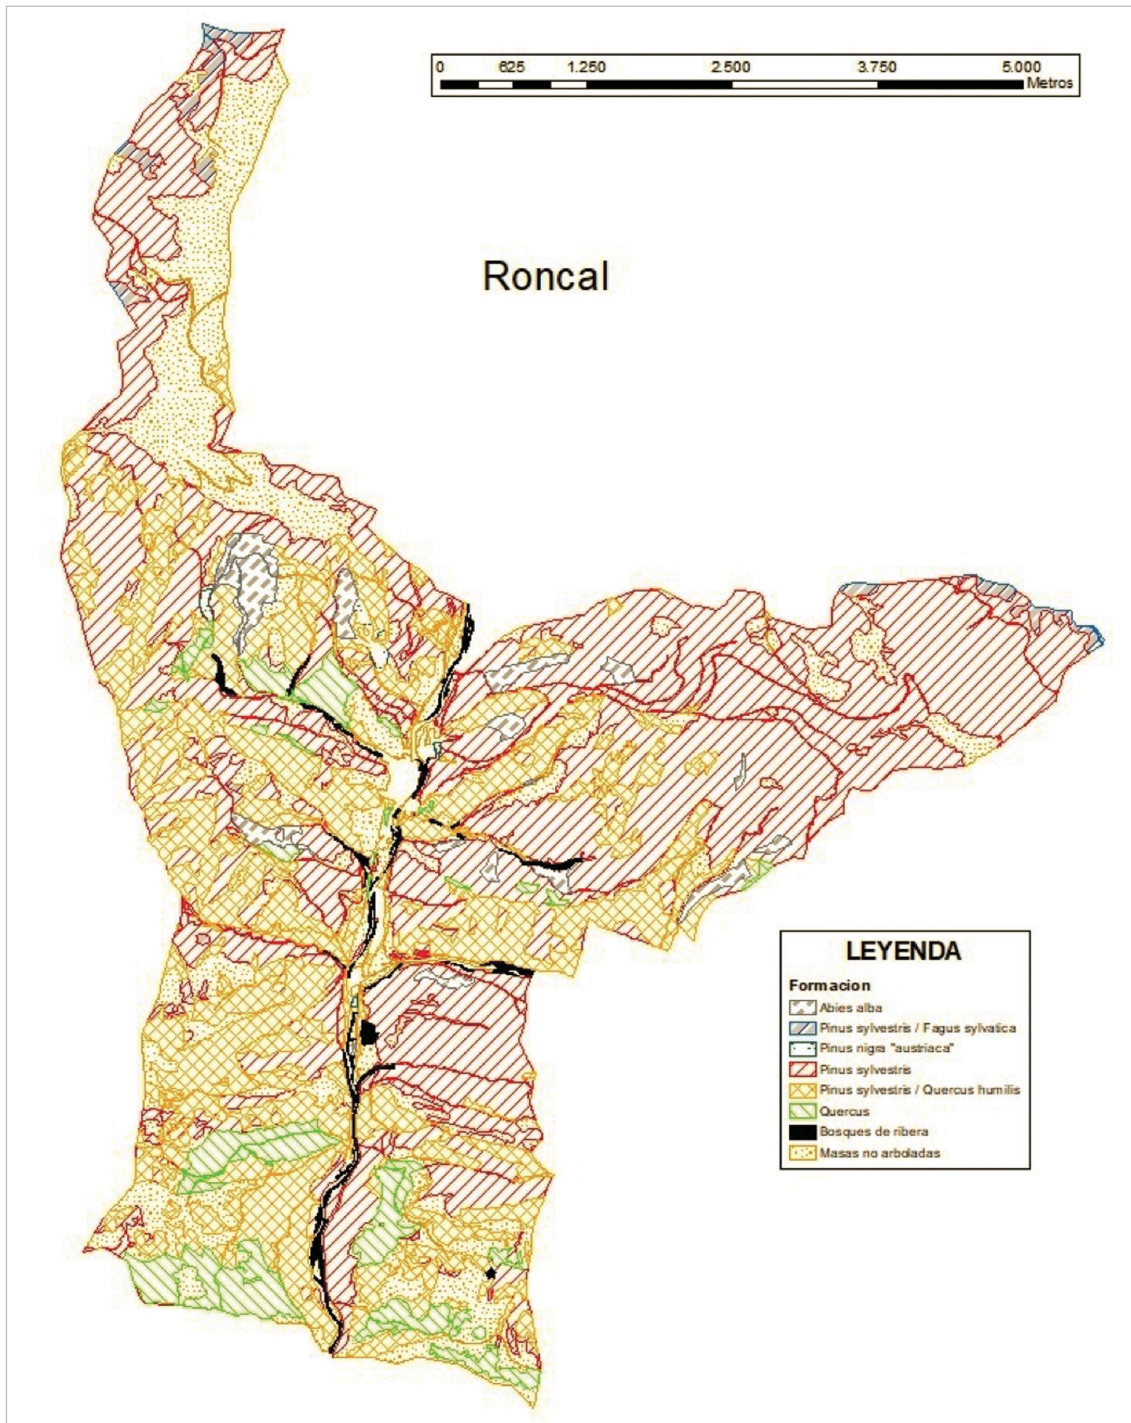 0 625 1.250 2.500 3.750 5.000
Metros
Roncal
LEYENDA
Formacion
Abies alba
Pinus sylvestris / Fagus sylvatica
Pinus nigra "austriaca"
Pinus sylvestris
Pinus sylvestris / Quercus humilis
Quercus
Bosques de ribera
Masas no arboladas